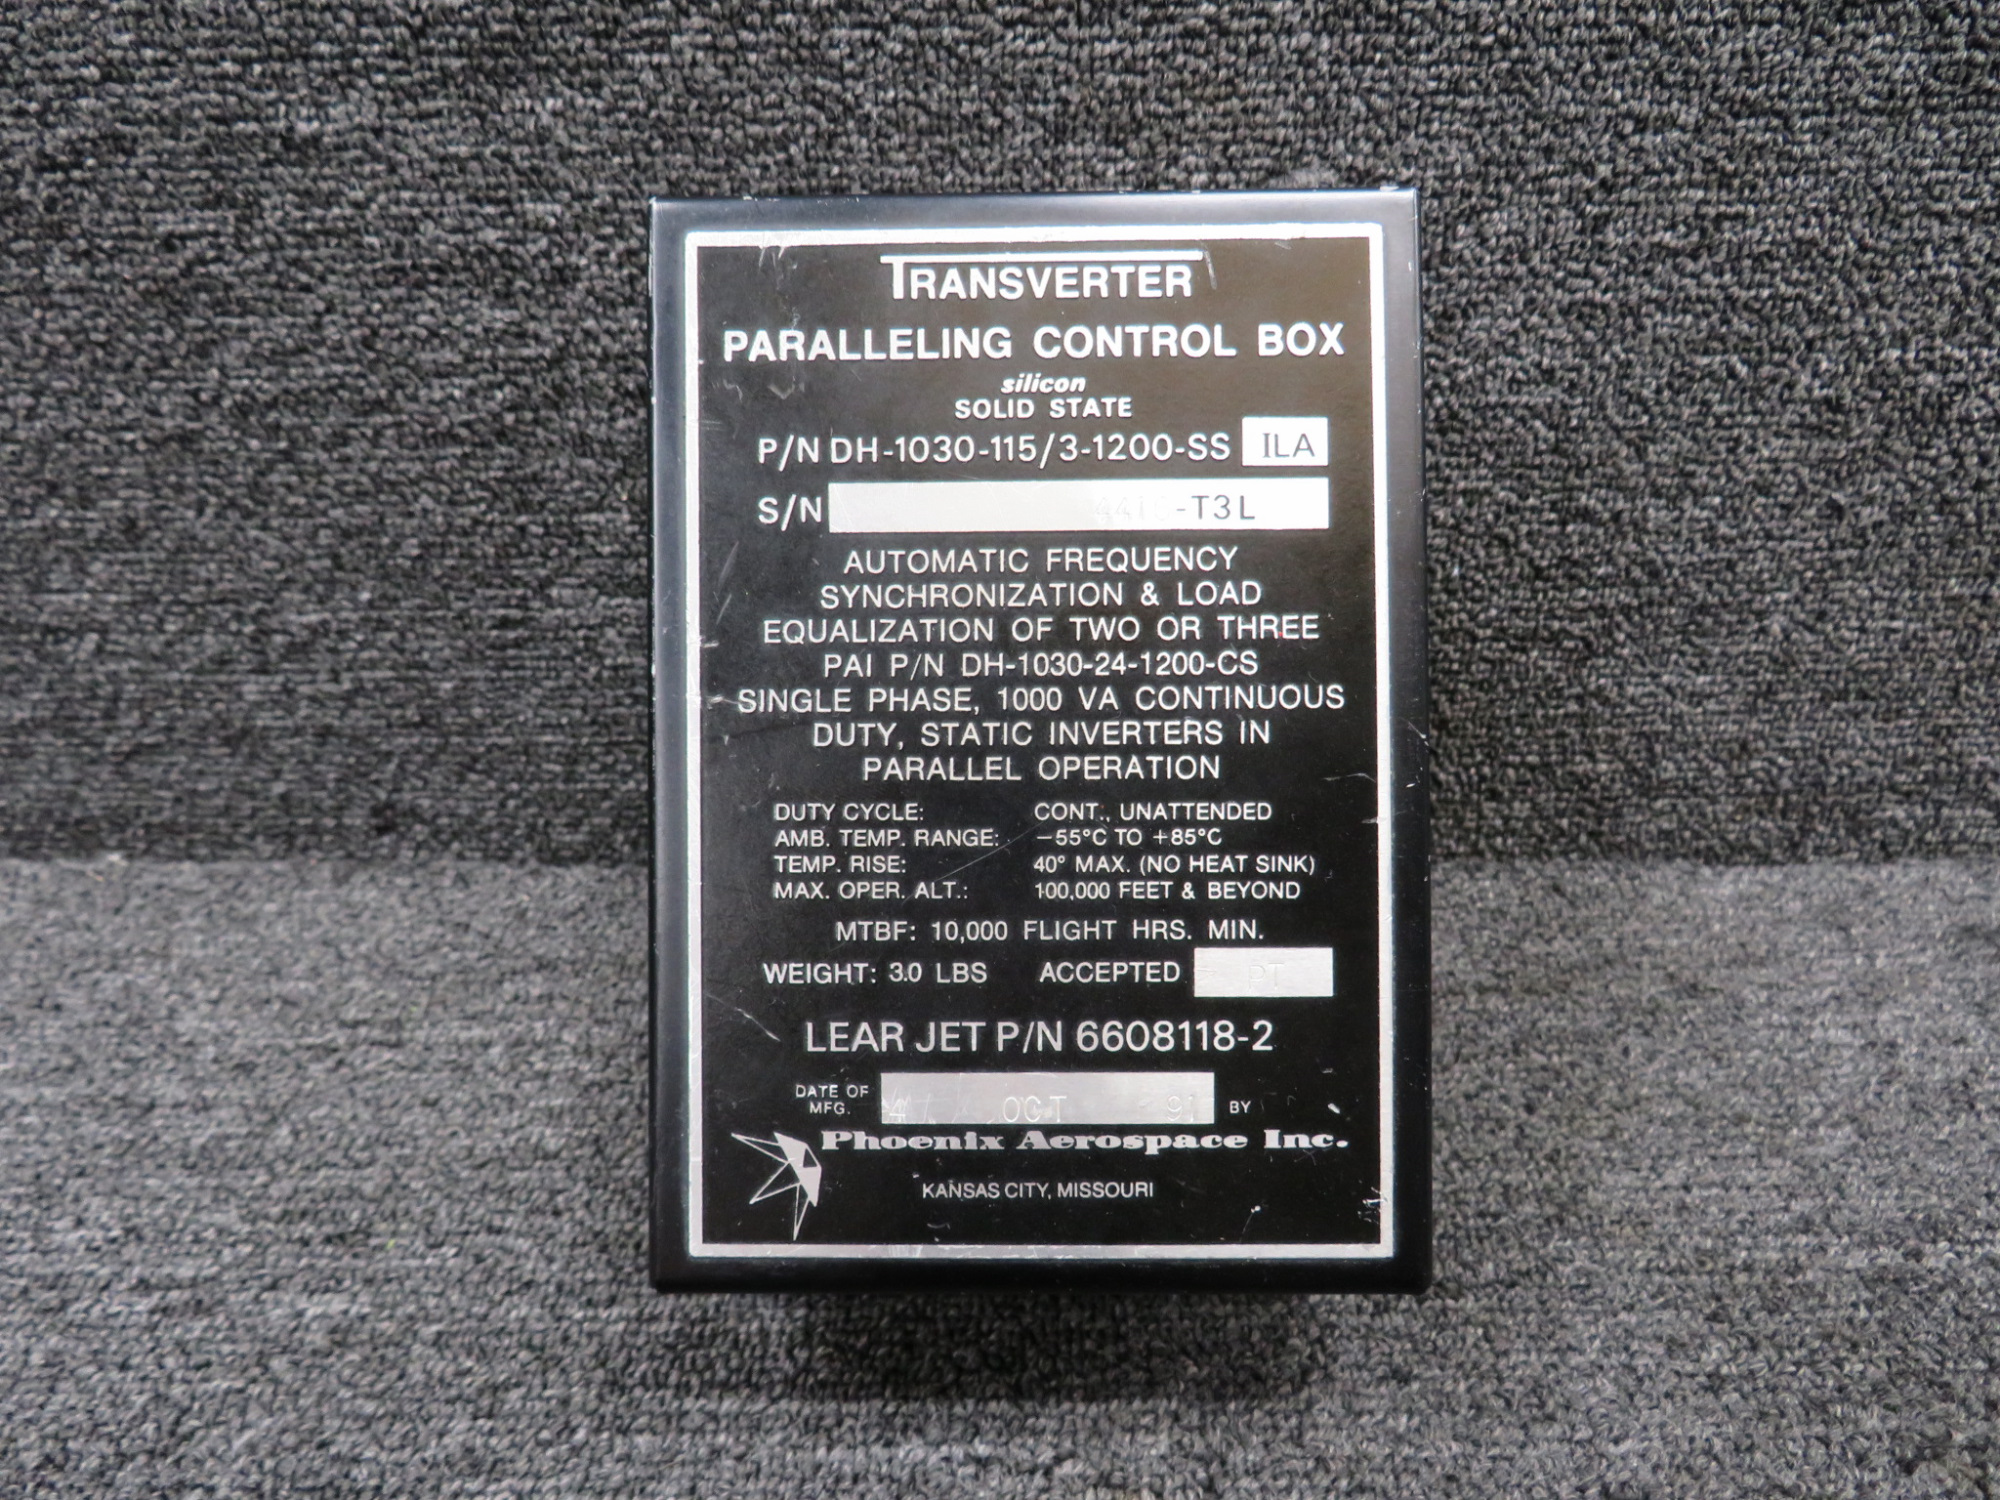 TRANSVERTER
PARALLELING CONTROL BOX
silicon
SOLID STATE
P/N DH-1030-115/3-1200-SS ILA
S/N -T3L
AUTOMATIC FREQUENCY
SYNCHRONIZATION & LOAD
EQUALIZATION OF TWO OR THREE
PAI P/N DH-1030-24-1200-CS
SINGLE PHASE, 1000 VA CONTINUOUS
DUTY, STATIC INVERTERS IN
PARALLEL OPERATION
DUTY CYCLE: CONT., UNATTENDED
AMB. TEMP. RANGE: -55°C TO +85°C
TEMP. RISE: 40° MAX. (NO HEAT SINK)
MAX. OPER. ALT.: 100,000 FEET & BEYOND
MTBF: 10,000 FLIGHT HRS. MIN.
WEIGHT: 3.0 LBS ACCEPTED PT
LEAR JET P/N 6608118-2
DATE OF
MFG. OCT 91 BY
Phoenix Aerospace Inc.
KANSAS CITY, MISSOURI